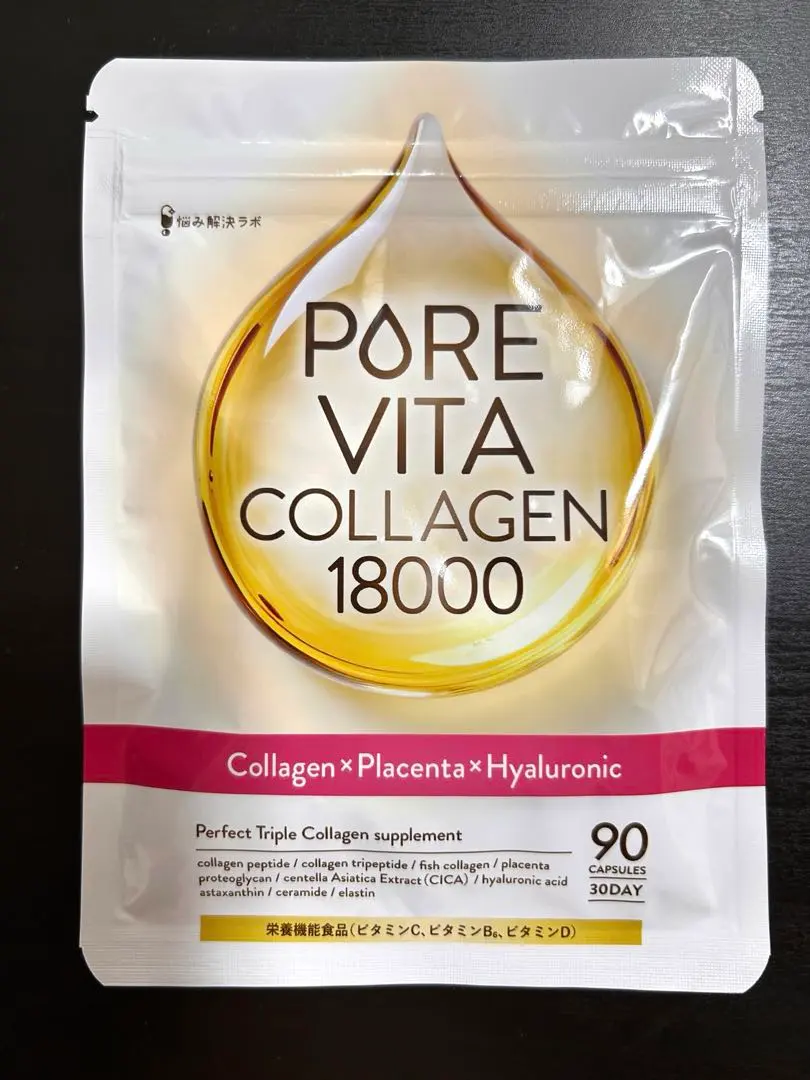 悩み解決ラボ
PORE
VITA
COLLAGEN
18000
Collagen×Placenta×Hyaluronic
Perfect Triple Collagen supplement
collagen peptide / collagen tripeptide / fish collagen / placenta
proteoglycan / centella Asiatica Extract（CICA） / hyaluronic acid
astaxanthin / ceramide / elastin
90
CAPSULES
30DAY
栄養機能食品（ビタミンC、ビタミンB₆、ビタミンD）